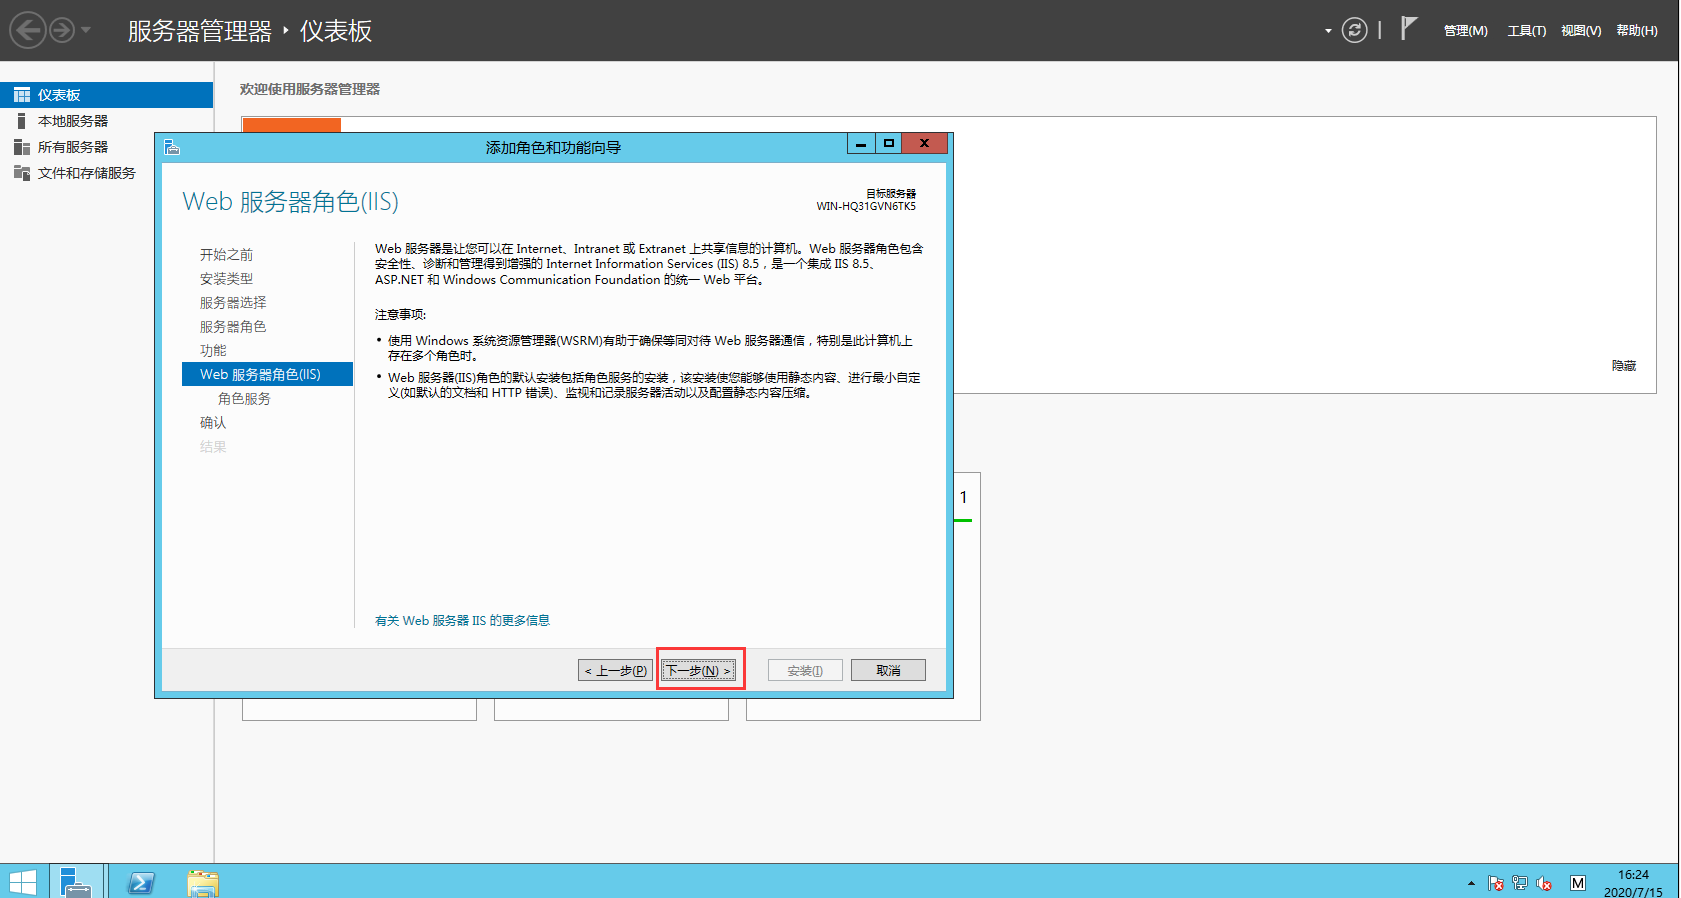 服务器管理器 ‣ 仪表板
管理(M) 工具(T) 视图(V) 帮助(H)
仪表板
本地服务器
所有服务器
文件和存储服务
欢迎使用服务器管理器
隐藏
1
添加角色和功能向导
X
Web 服务器角色(IIS)
目标服务器
WIN-HQ31GVN6TK5
开始之前
安装类型
服务器选择
服务器角色
功能
Web 服务器角色(IIS)
角色服务
确认
结果
Web 服务器是让您可以在 Internet、Intranet 或 Extranet 上共享信息的计算机。Web 服务器角色包含
安全性、诊断和管理得到增强的 Internet Information Services (IIS) 8.5，是一个集成 IIS 8.5、
ASP.NET 和 Windows Communication Foundation 的统一 Web 平台。
注意事项:
• 使用 Windows 系统资源管理器(WSRM)有助于确保等同对待 Web 服务器通信，特别是此计算机上
存在多个角色时。
• Web 服务器(IIS)角色的默认安装包括角色服务的安装，该安装使您能够使用静态内容、进行最小自定
义(如默认的文档和 HTTP 错误)、监视和记录服务器活动以及配置静态内容压缩。
有关 Web 服务器 IIS 的更多信息
< 上一步(P) 下一步(N) > 安装(I) 取消
M
16:24
2020/7/15